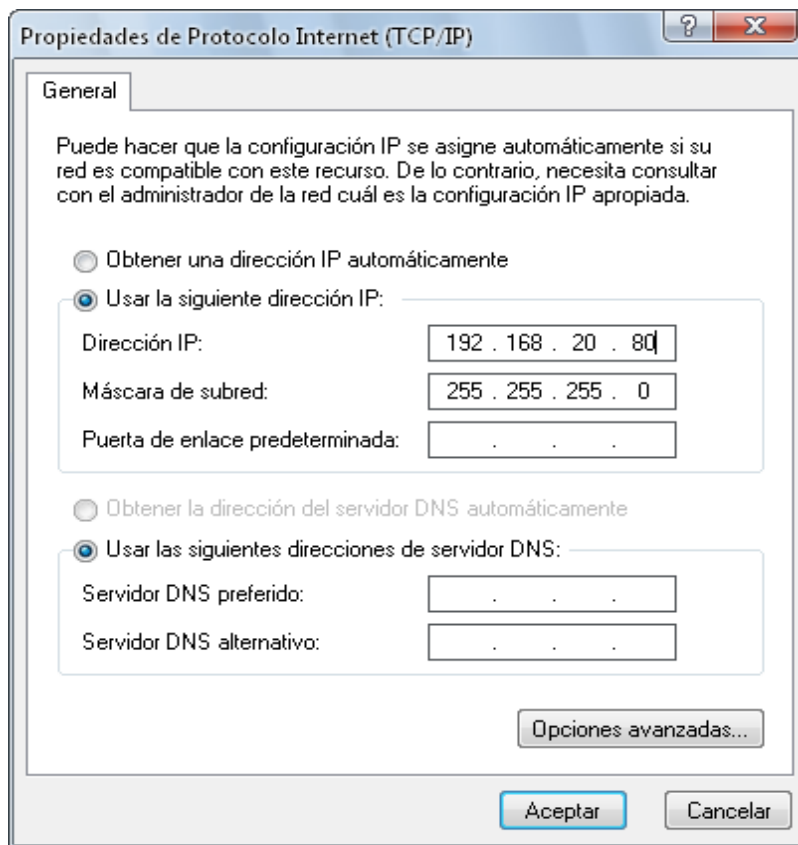 Propiedades de Protocolo Internet (TCP/IP)
General
Puede hacer que la configuración IP se asigne automáticamente si su
red es compatible con este recurso. De lo contrario, necesita consultar
con el administrador de la red cuál es la configuración IP apropiada.
Obtener una dirección IP automáticamente
Usar la siguiente dirección IP:
Dirección IP: 192 . 168 . 20 . 80
Máscara de subred: 255 . 255 . 255 . 0
Puerta de enlace predeterminada: . . .
Obtener la dirección del servidor DNS automáticamente
Usar las siguientes direcciones de servidor DNS:
Servidor DNS preferido: . . .
Servidor DNS alternativo: . . .
Opciones avanzadas...
Aceptar Cancelar